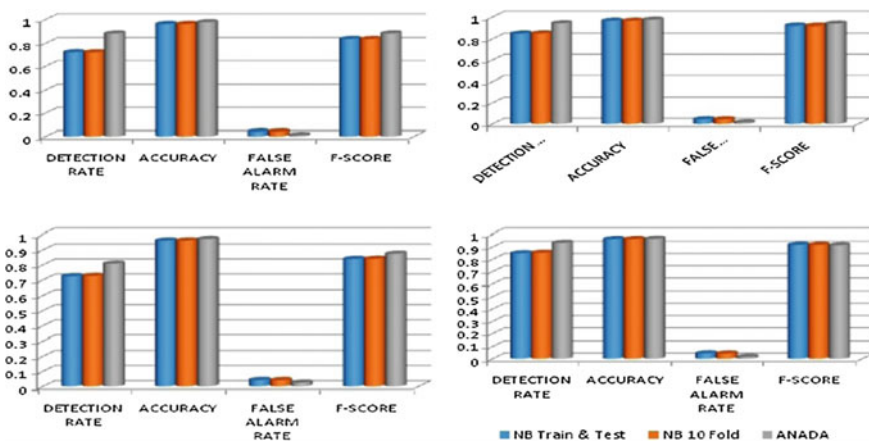 1
0.8
0.6
0.4
0.2
0
DETECTION RATE
ACCURACY
FALSE ALARM RATE
F-SCORE
1
0.8
0.6
0.4
0.2
0
DETECTION ...
ACCURACY
FALSE ...
F-SCORE
1
0.9
0.8
0.7
0.6
0.5
0.4
0.3
0.2
0.1
0
DETECTION RATE
ACCURACY
FALSE ALARM RATE
F-SCORE
1
0.9
0.8
0.7
0.6
0.5
0.4
0.3
0.2
0.1
0
DETECTION RATE
ACCURACY
FALSE ALARM RATE
F-SCORE
NB Train & Test
NB 10 Fold
ANADA